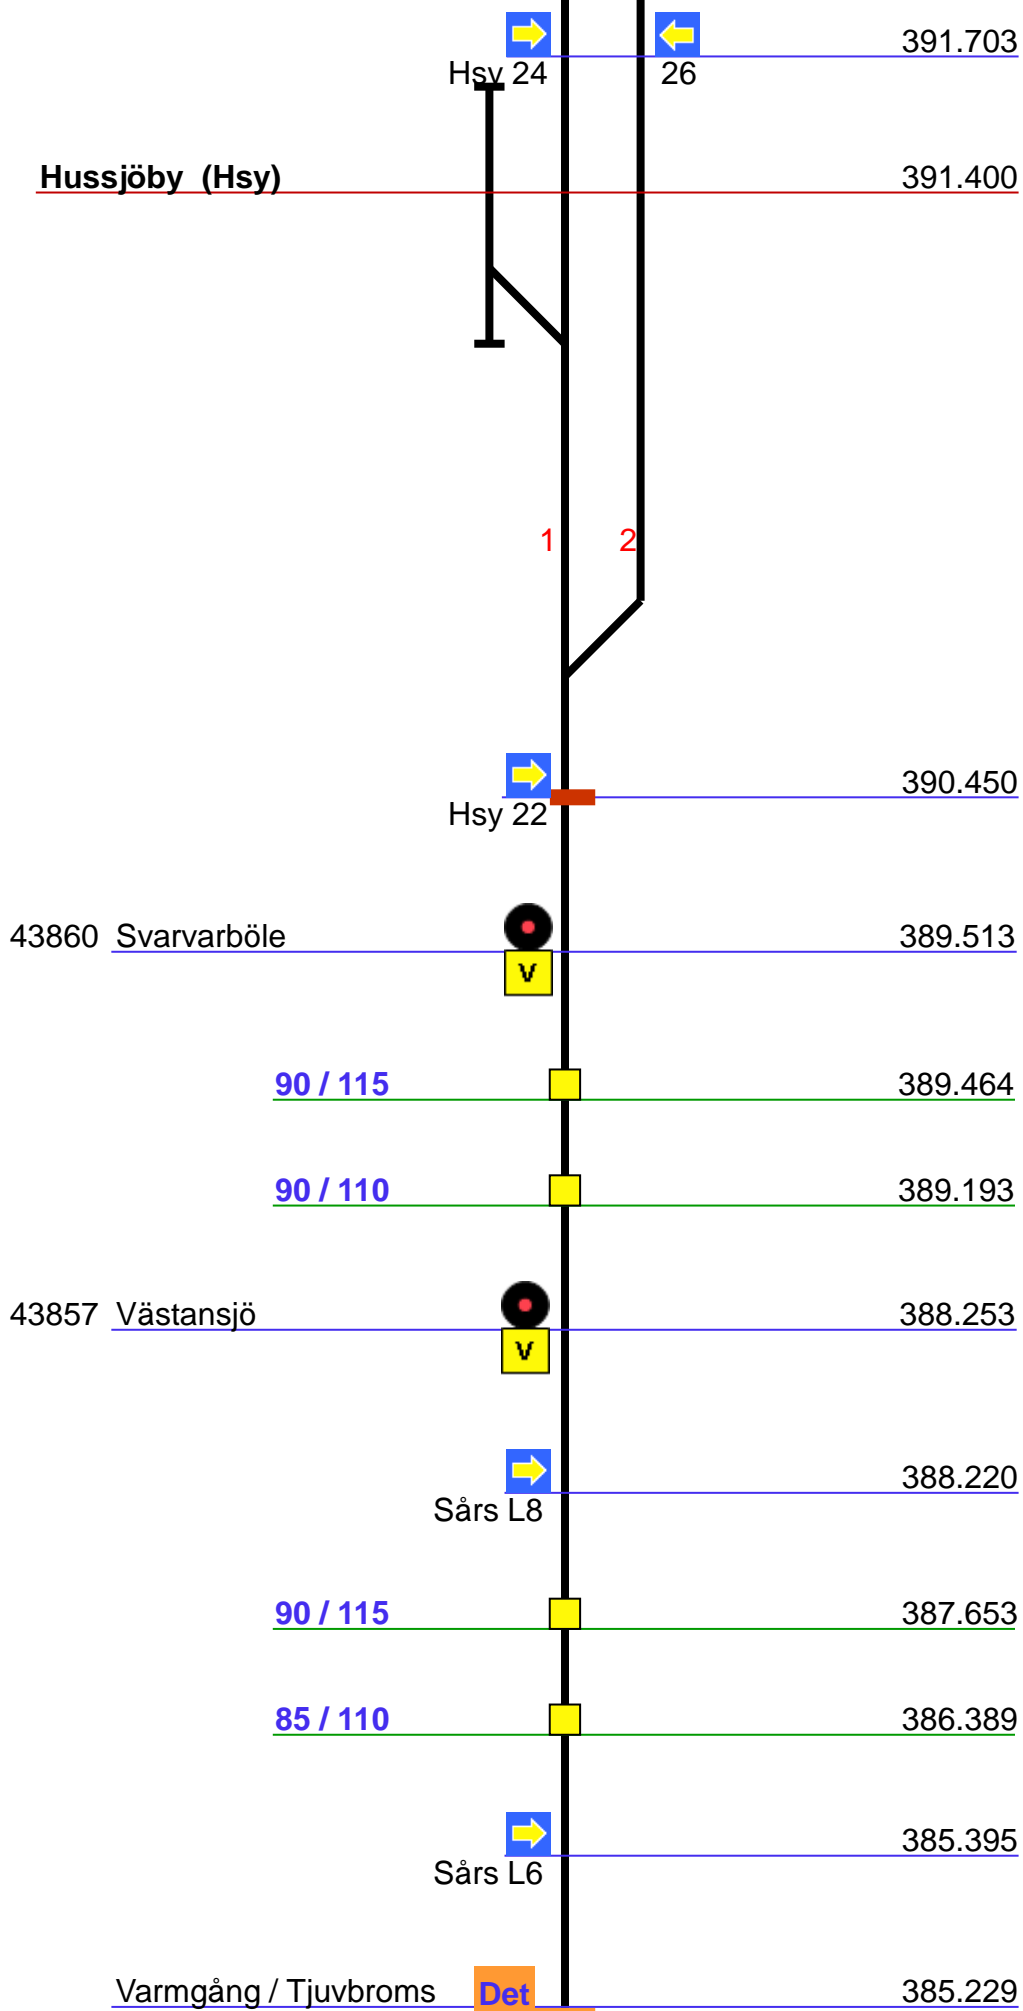 391.703
Hsy 24
26
Hussjöby (Hsy)
391.400
1
2
390.450
Hsy 22
43860 Svarvarböle
389.513
V
90 / 115
389.464
90 / 110
389.193
43857 Västansjö
388.253
V
388.220
Sårs L8
90 / 115
387.653
85 / 110
386.389
385.395
Sårs L6
Varmgång / Tjuvbroms
Det
385.229